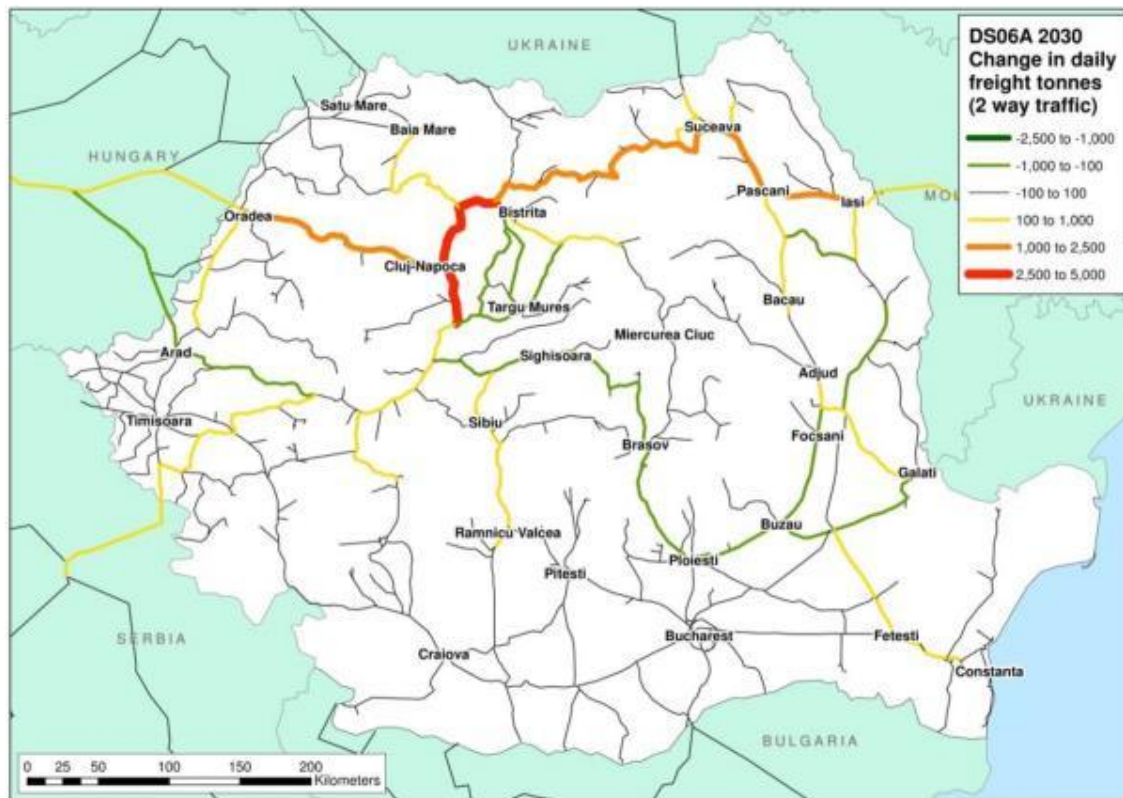 UKRAINE
DS06A 2030
Change in daily
freight tonnes
(2 way traffic)
-2,500 to -1,000
-1,000 to -100
-100 to 100
100 to 1,000
1,000 to 2,500
2,500 to 5,000
Satu Mare
Baia Mare
Suceava
HUNGARY
Pascani
Iasi
MOL
Oradea
Bistrita
Cluj-Napoca
Targu Mures
Bacau
Miercurea Ciuc
Arad
Sighisoara
Adjud
UKRAINE
Timisoara
Sibiu
Brasov
Focsani
Galati
Ramnicu Valcea
Buzau
Ploiesti
Pitesti
SERBIA
Bucharest
Fetesti
Craiova
Constanta
BULGARIA
0 25 50 100 150 200
Kilometers